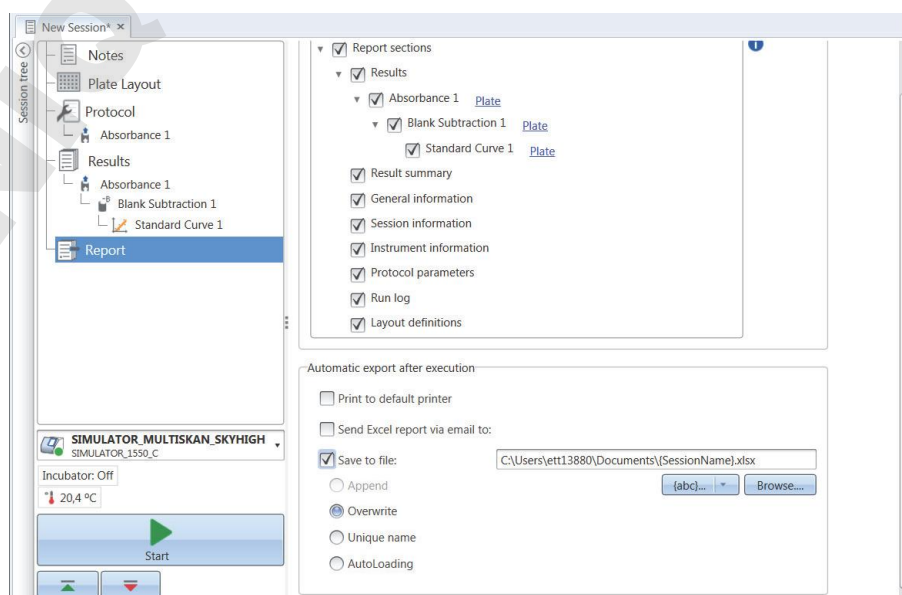 New Session* ×
Session tree
Notes
Plate Layout
Protocol
Absorbance 1
Results
Absorbance 1
Blank Subtraction 1
Standard Curve 1
Report
SIMULATOR_MULTISKAN_SKYHIGH
SIMULATOR_1550_C
Incubator: Off
20,4 ºC
Start
Report sections
Results
Absorbance 1 Plate
Blank Subtraction 1 Plate
Standard Curve 1 Plate
Result summary
General information
Session information
Instrument information
Protocol parameters
Run log
Layout definitions
Automatic export after execution
Print to default printer
Send Excel report via email to:
Save to file: C:\Users\ett13880\Documents\{SessionName}.xlsx
Append {abc}... Browse....
Overwrite
Unique name
AutoLoading